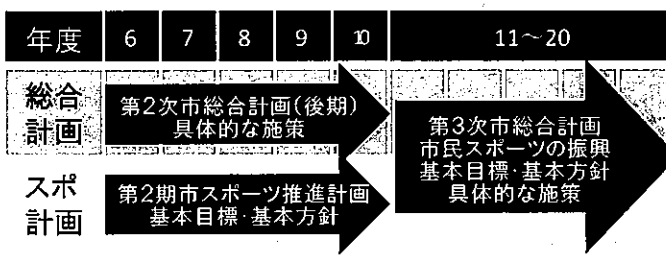 年度 6 7 8 9 10 11～20
総合
計画
第2次市総合計画(後期)
具体的な施策
スポ
計画
第2期市スポーツ推進計画
基本目標･基本方針
第3次市総合計画
市民スポーツの振興
基本目標･基本方針
具体的な施策